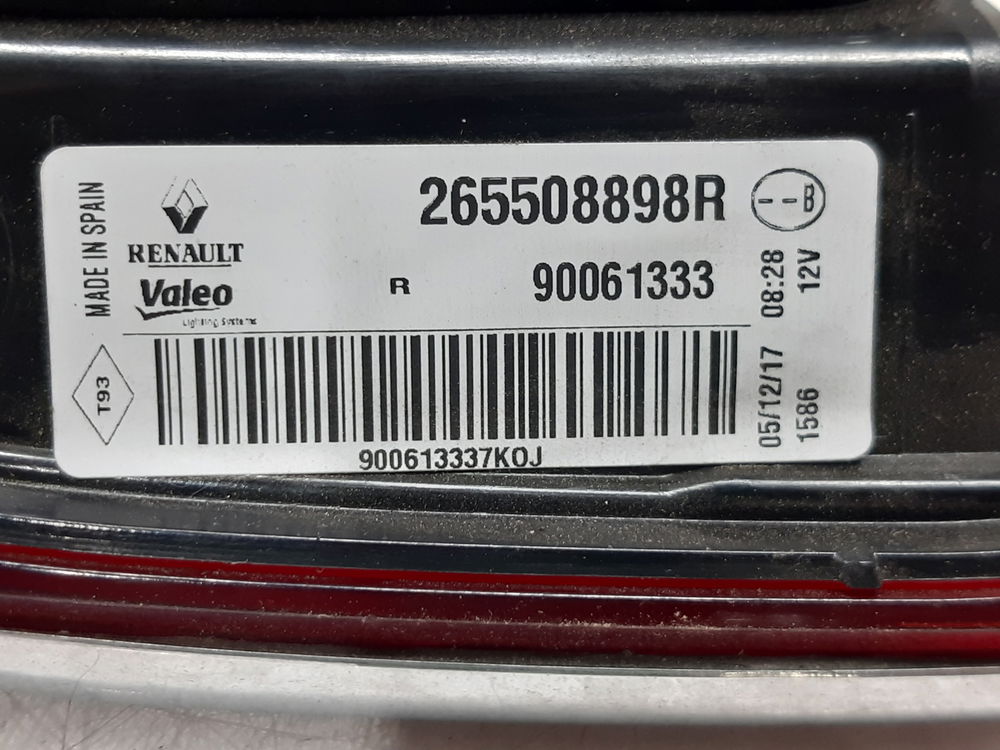 MADE IN SPAIN
RENAULT
Valeo
Lighting Systems
265508898R
--B
R
90061333
T93
900613337KOJ
05/12/17 08:28
1586 12V